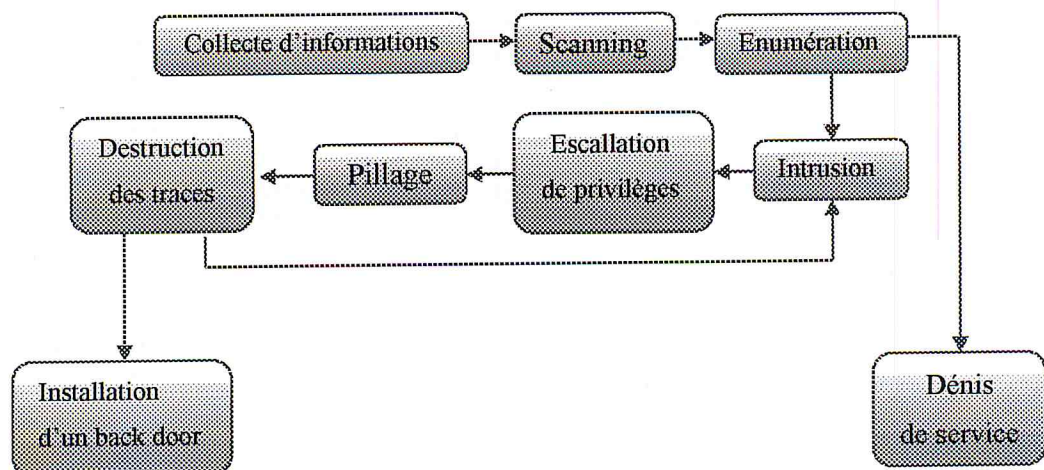 Collecte d'informations
Scanning
Enumération
Destruction
des traces
Pillage
Escallation
de privilèges
Intrusion
Installation
d'un back door
Dénis
de service